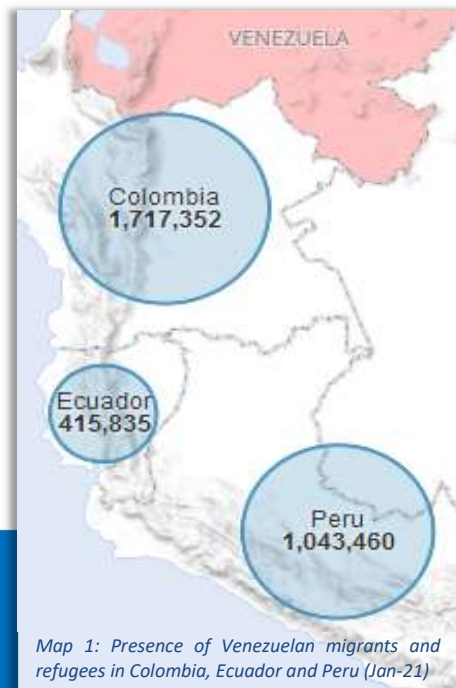 VENEZUELA
Colombia
1,717,352
Ecuador
415,835
Peru
1,043,460
Map 1: Presence of Venezuelan migrants and
refugees in Colombia, Ecuador and Peru (Jan-21)